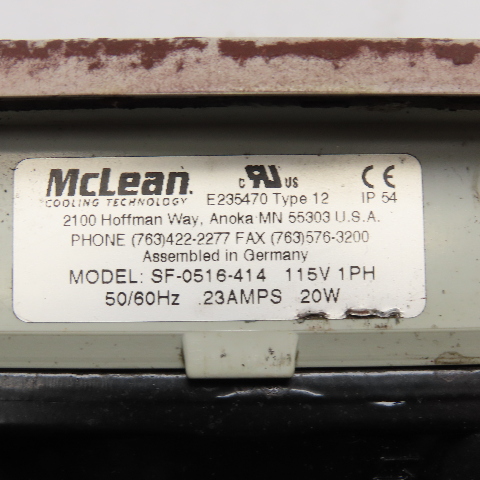 McLean.
COOLING TECHNOLOGY
c UR us
E235470 Type 12
CE
IP 54
2100 Hoffman Way, Anoka MN 55303 U.S.A.
PHONE (763)422-2277 FAX (763)576-3200
Assembled in Germany
MODEL: SF-0516-414 115V 1PH
50/60Hz .23AMPS 20W